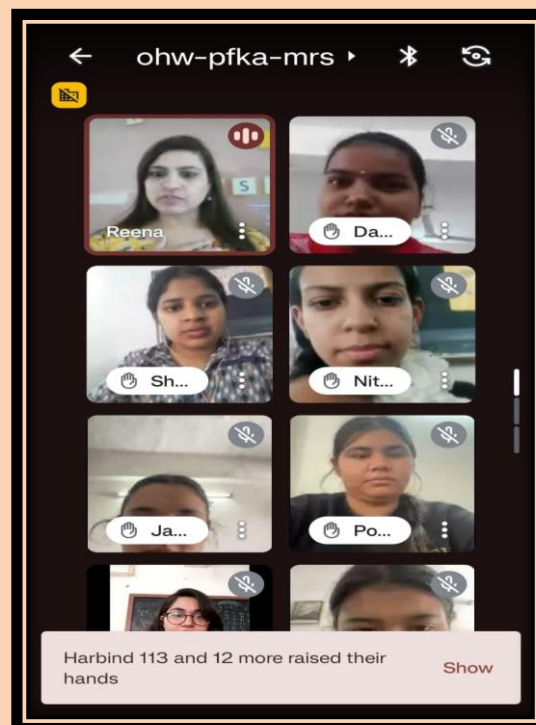 ohw-pfka-mrs
S
Reena
Da...
Sh...
Nit...
Ja...
Po...
Harbind 113 and 12 more raised their
hands
Show